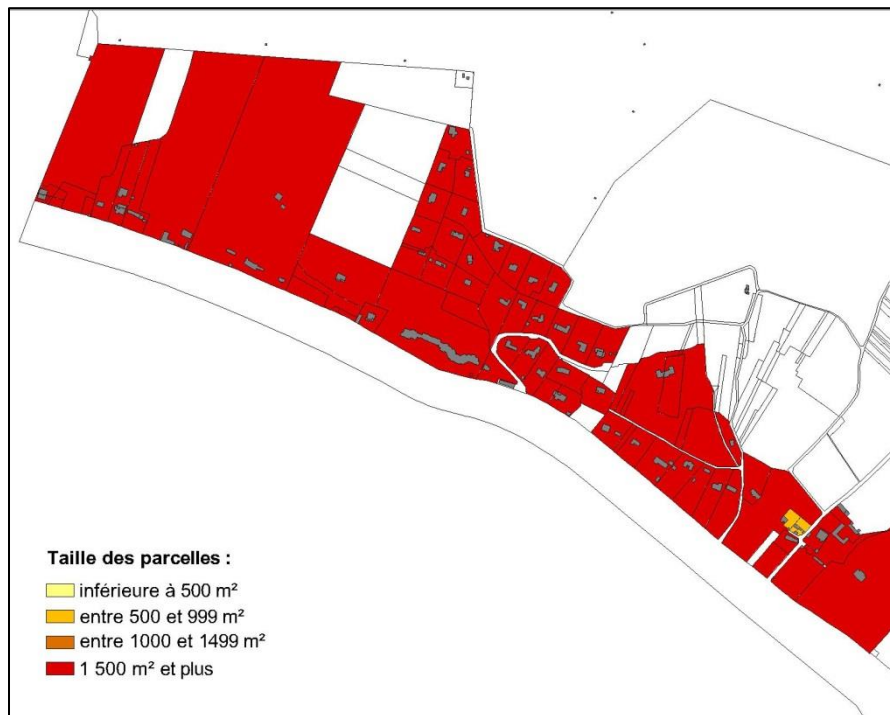 Taille des parcelles :
inférieure à 500 m²
entre 500 et 999 m²
entre 1000 et 1499 m²
1 500 m² et plus